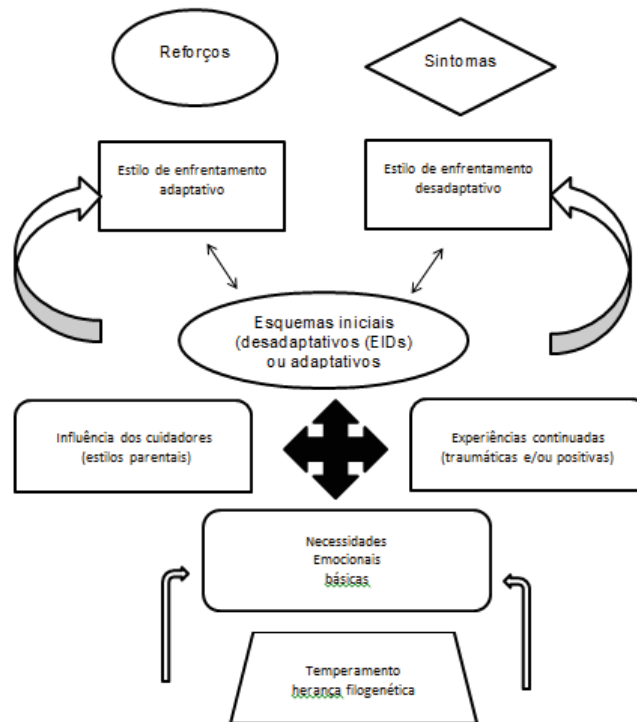 Reforços
Sintomas
Estilo de enfrentamento
adaptativo
Estilo de enfrentamento
desadaptativo
Esquemas iniciais
(desadaptativos (EIDs)
ou adaptativos
Influência dos cuidadores
(estilos parentais)
Experiências continuadas
(traumáticas e/ou positivas)
Necessidades
Emocionais
básicas
Temperamento
herança filogenética